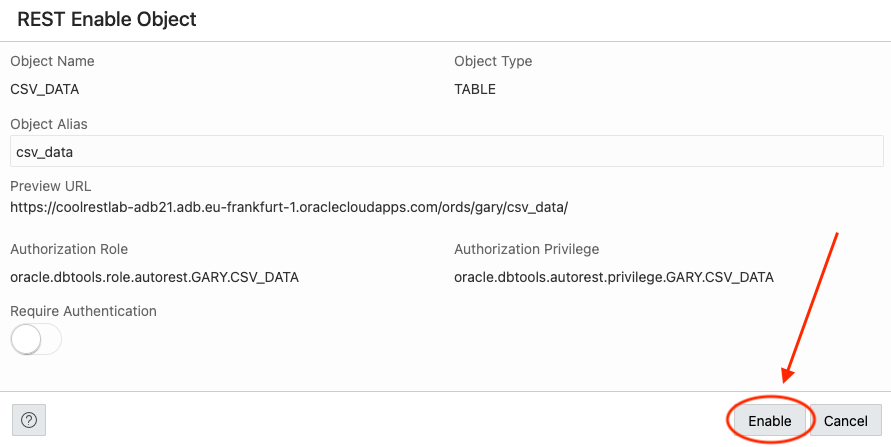 REST Enable Object
Object Name Object Type
CSV_DATA TABLE
Object Alias
csv_data
Preview URL
https://coolrestlab-adb21.adb.eu-frankfurt-1.oraclecloudapps.com/ords/gary/csv_data/
Authorization Role Authorization Privilege
oracle.dbtools.role.autorest.GARY.CSV_DATA oracle.dbtools.autorest.privilege.GARY.CSV_DATA
Require Authentication
? Enable Cancel